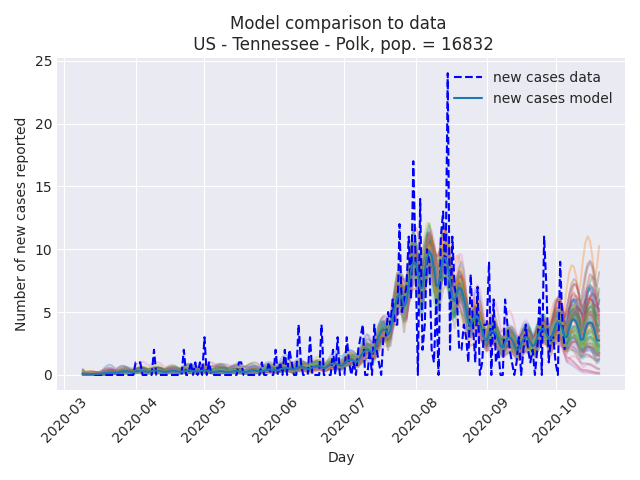 Model comparison to data
US - Tennessee - Polk, pop. = 16832
25
20
15
10
5
0
Number of new cases reported
new cases data
new cases model
2020-03
2020-04
2020-05
2020-06
2020-07
2020-08
2020-09
2020-10
Day